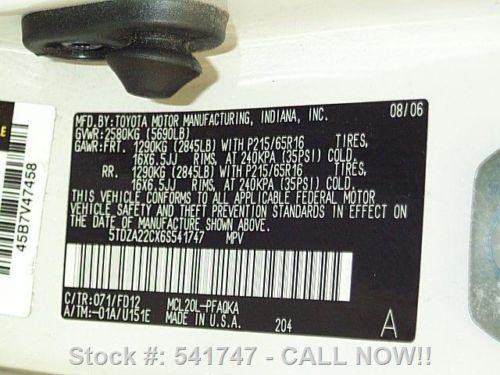 MFD.BY:TOYOTA MOTOR MANUFACTURING, INDIANA, INC. 08/06
GVWR:2580KG (5690LB)
GAWR:FRT. 1290KG (2845LB) WITH P215/65R16 TIRES,
16X6.5JJ RIMS, AT 240KPA (35PSI) COLD.
RR. 1290KG (2845LB) WITH P215/65R16 TIRES,
16X6.5JJ RIMS, AT 240KPA (35PSI) COLD.
THIS VEHICLE CONFORMS TO ALL APPLICABLE FEDERAL MOTOR
VEHICLE SAFETY AND THEFT PREVENTION STANDARDS IN EFFECT
ON THE DATE OF MANUFACTURE SHOWN ABOVE.
5TDZA22CX6S541747 MPV
C/TR:071/FD12 MCL20L-PFAQKA
A/TM:-01A/U151E MADE IN U.S.A. 204 A
45B7V47458
Stock #: 541747 - CALL NOW!!